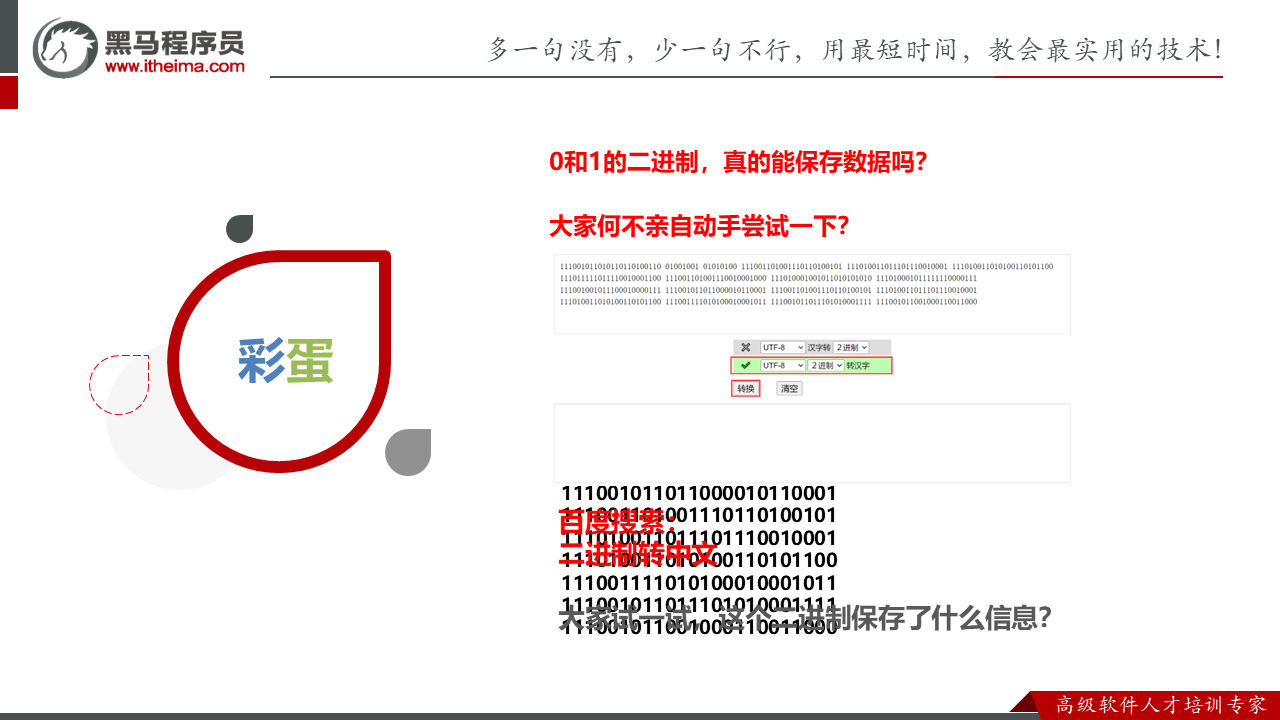 黑马程序员
www.itheima.com
多一句没有，少一句不行，用最短时间，教会最实用的技术！
0和1的二进制，真的能保存数据吗？
大家何不亲自动手尝试一下？
彩蛋
111001011010110110100110 01001001 01010100 111001101001110110100101 111010011011101110010001 111010011010100110101100
111011111011110010001100 111001101001110010001000 111010001001011010101010 111010001011111110000111
111001001011100010000111 111001011011000010110001 111001101001110110100101 111010011011101110010001
111010011010100110101100 111001111010100010001011 111001011011101010001111 111001011001000110011000
UTF-8 汉字转 2进制
UTF-8 2进制 转汉字
转换 清空
111001011011000010110001
111001101001110110100101
111010011011101110010001
111010011010100110101100
111001111010100010001011
111001011011101010001111
111001011001000110011000
百度搜索：
二进制转中文
大家试一试，这个二进制保存了什么信息？
高级软件人才培训专家